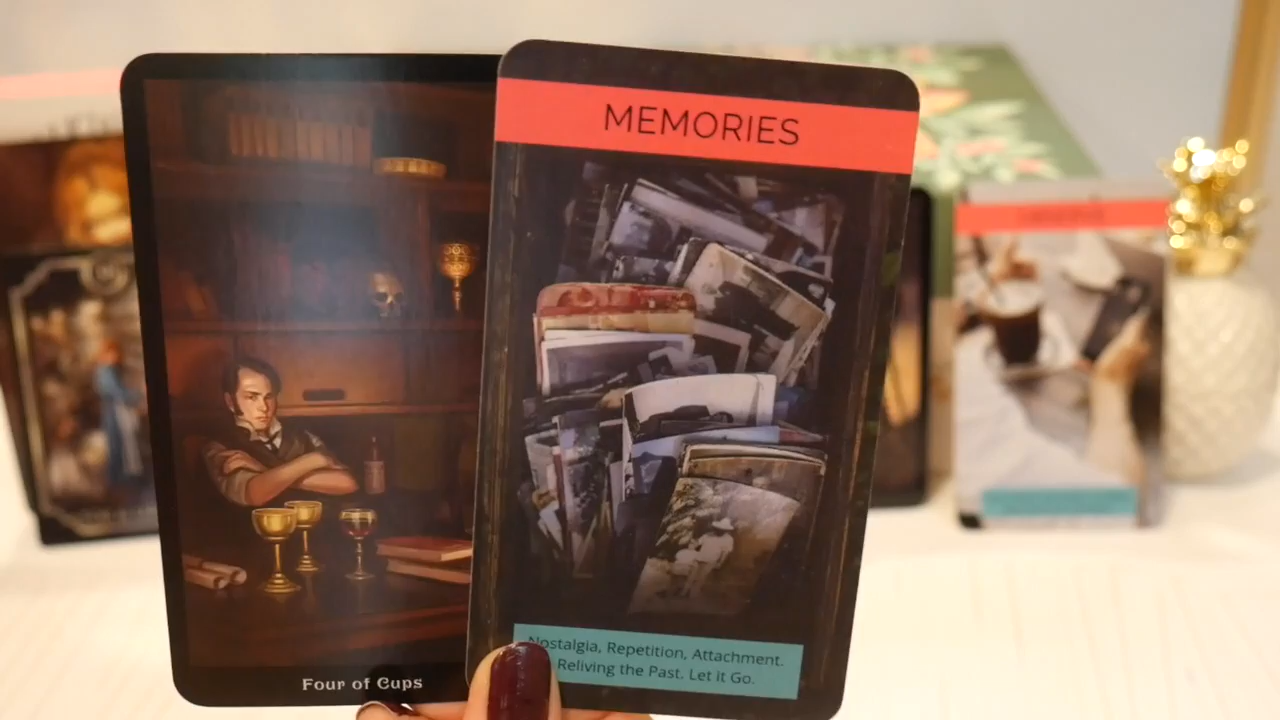 MEMORIES
Nostalgia, Repetition, Attachment.
Reliving the Past. Let it Go.
Four of Cups